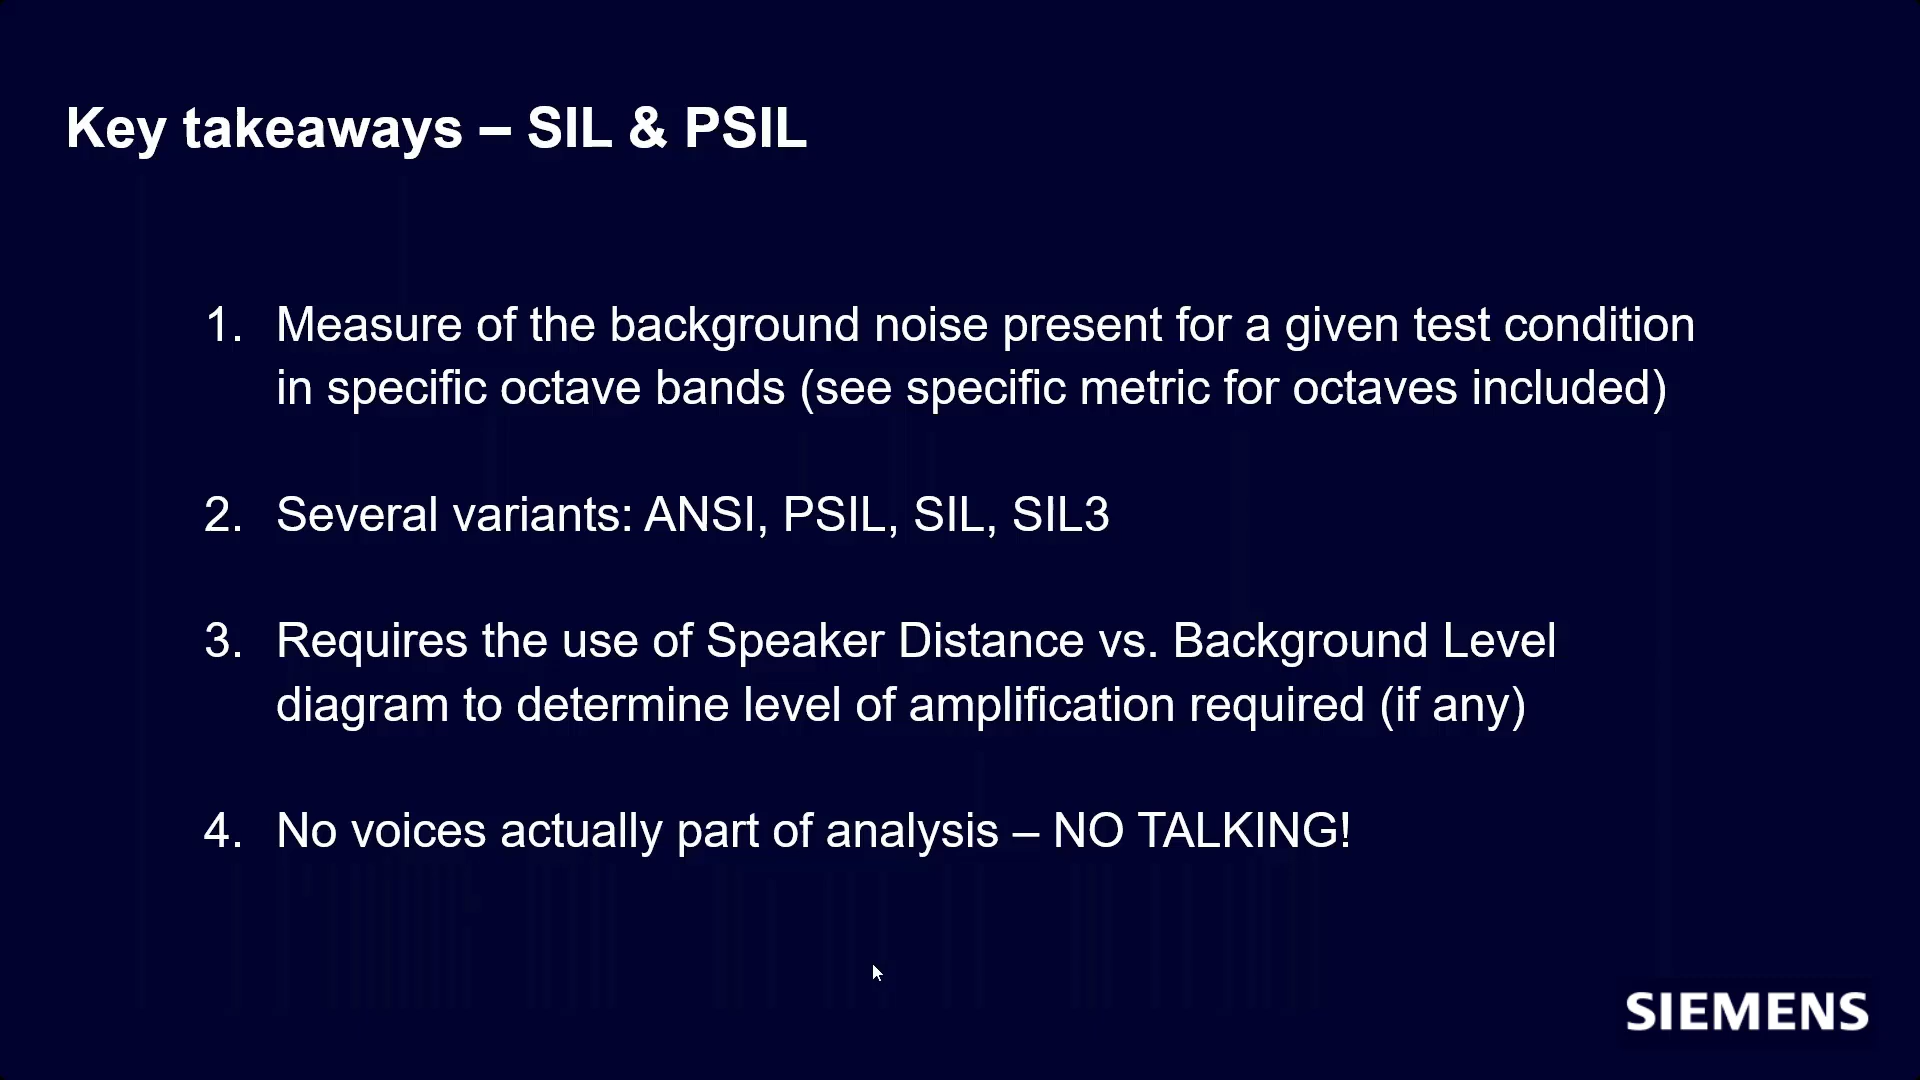 Key takeaways – SIL & PSIL
1. Measure of the background noise present for a given test condition
in specific octave bands (see specific metric for octaves included)
2. Several variants: ANSI, PSIL, SIL, SIL3
3. Requires the use of Speaker Distance vs. Background Level
diagram to determine level of amplification required (if any)
4. No voices actually part of analysis – NO TALKING!
SIEMENS